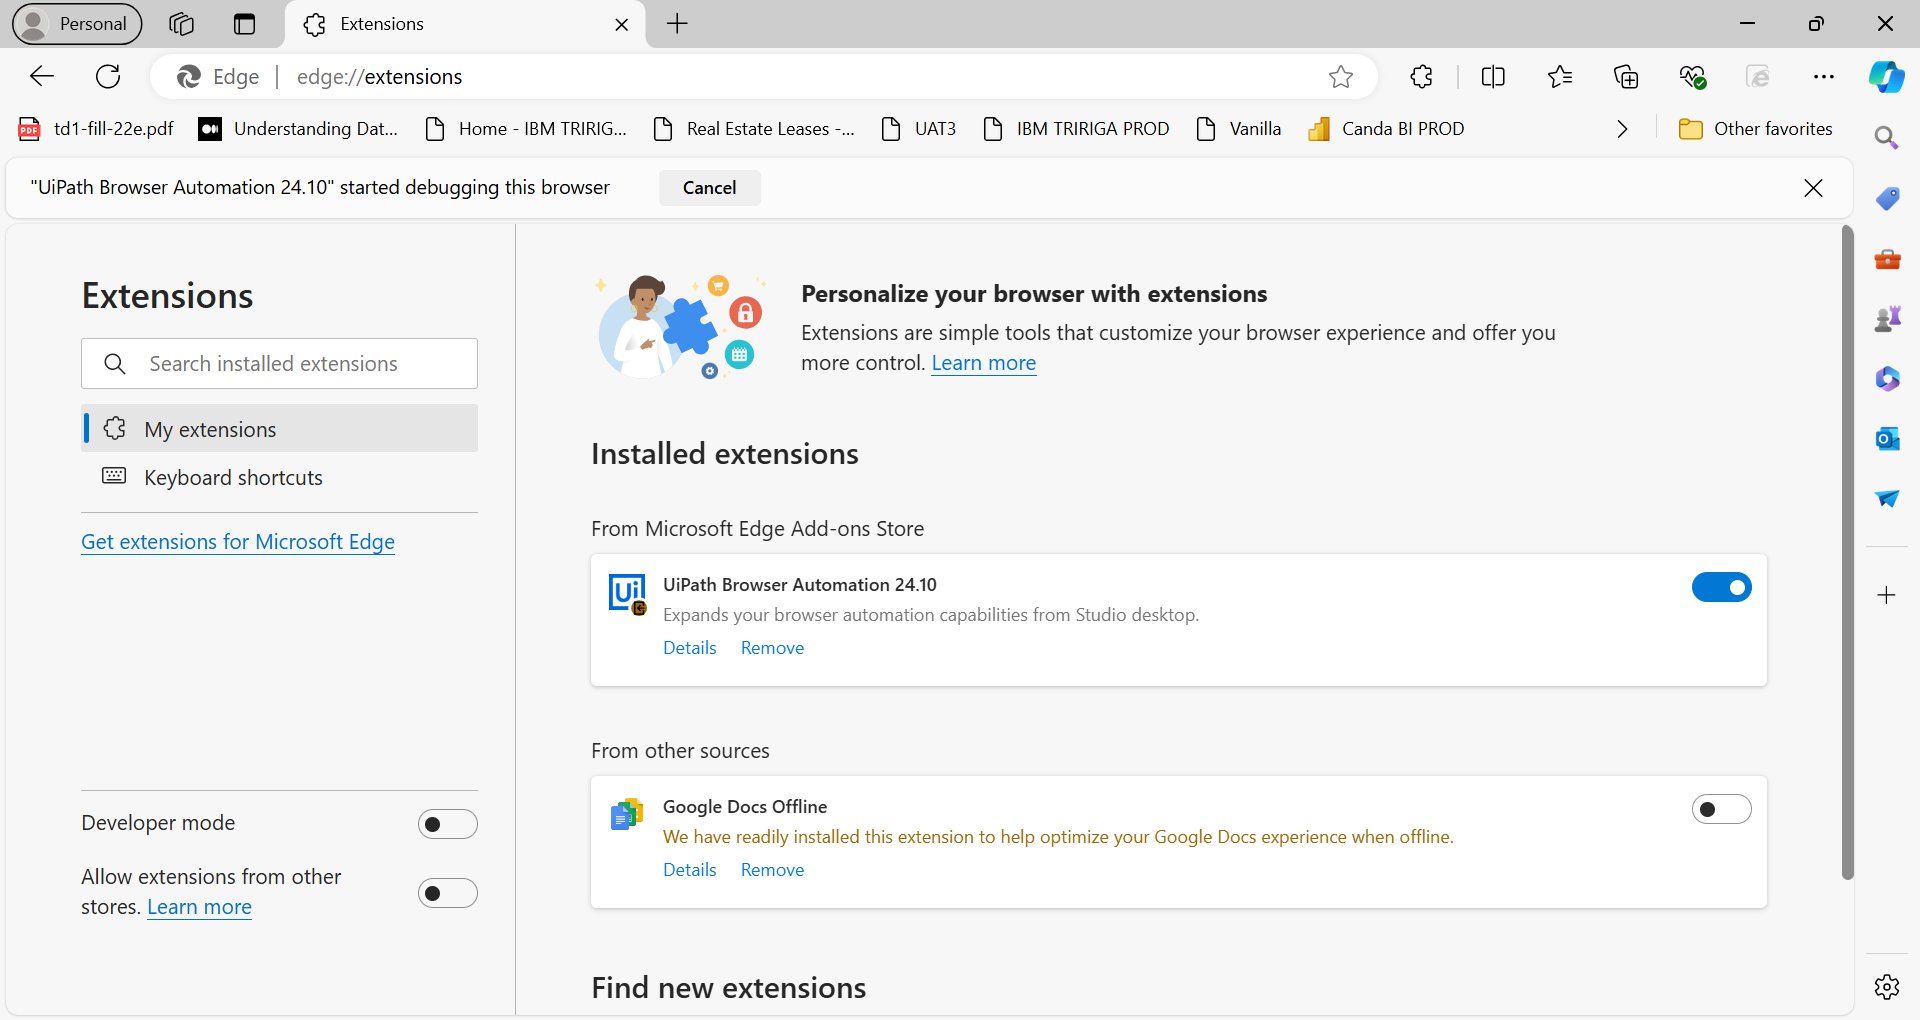 Personal
Extensions
Edge
edge://extensions
PDF
td1-fill-22e.pdf
Understanding Dat...
Home - IBM TRIRIG...
Real Estate Leases -...
UAT3
IBM TRIRIGA PROD
Vanilla
Canda BI PROD
Other favorites
"UiPath Browser Automation 24.10" started debugging this browser
Cancel
Extensions
Search installed extensions
My extensions
Keyboard shortcuts
Get extensions for Microsoft Edge
Developer mode
Allow extensions from other
stores. Learn more
Personalize your browser with extensions
Extensions are simple tools that customize your browser experience and offer you
more control. Learn more
Installed extensions
From Microsoft Edge Add-ons Store
Ui
UiPath Browser Automation 24.10
Expands your browser automation capabilities from Studio desktop.
Details
Remove
From other sources
Google Docs Offline
We have readily installed this extension to help optimize your Google Docs experience when offline.
Details
Remove
Find new extensions